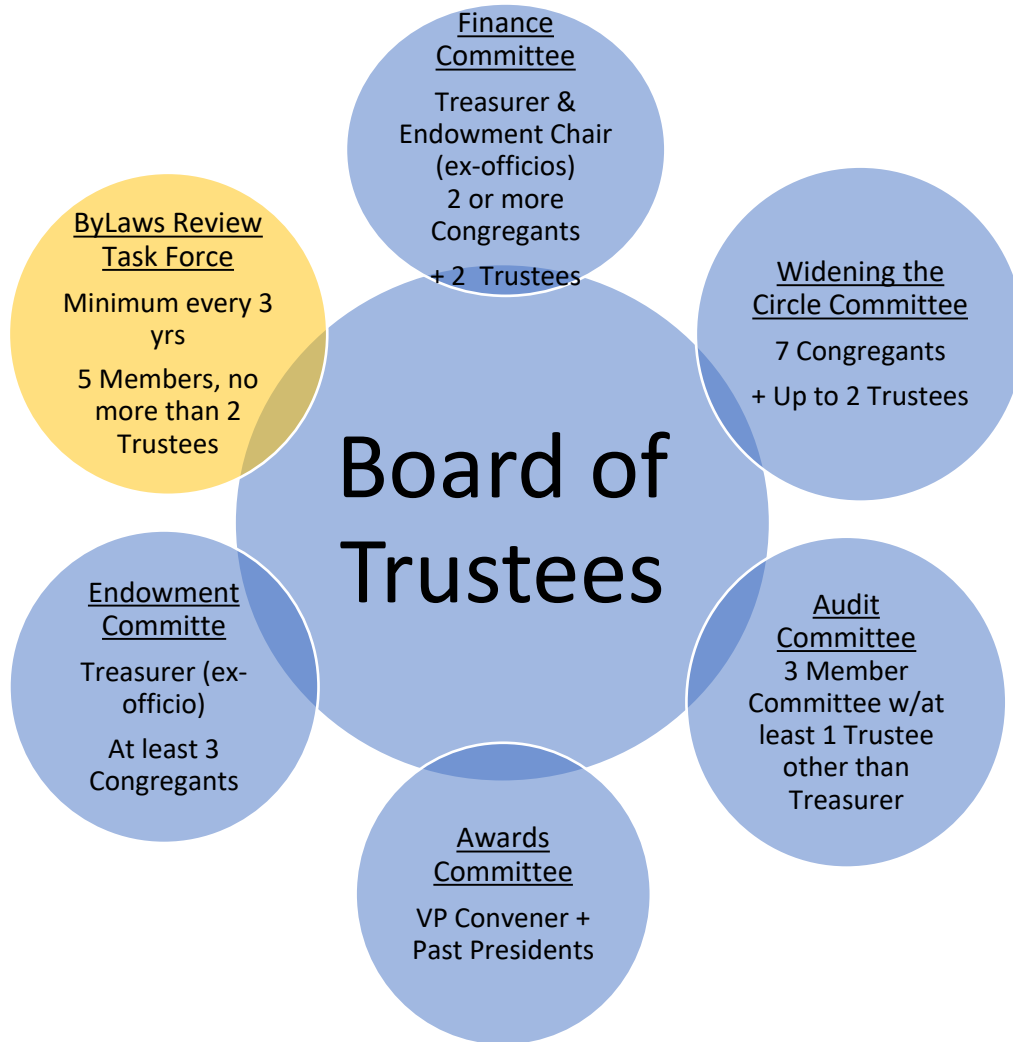 Finance
Committee
Treasurer &
Endowment Chair
(ex-officios)
2 or more
Congregants
+ 2 Trustees
ByLaws Review
Task Force
Minimum every 3
yrs
5 Members, no
more than 2
Trustees
Widening the
Circle Committee
7 Congregants
+ Up to 2 Trustees
Board of
Trustees
Endowment
Committe
Treasurer (ex-
officio)
At least 3
Congregants
Audit
Committee
3 Member
Committee w/at
least 1 Trustee
other than
Treasurer
Awards
Committee
VP Convener +
Past Presidents